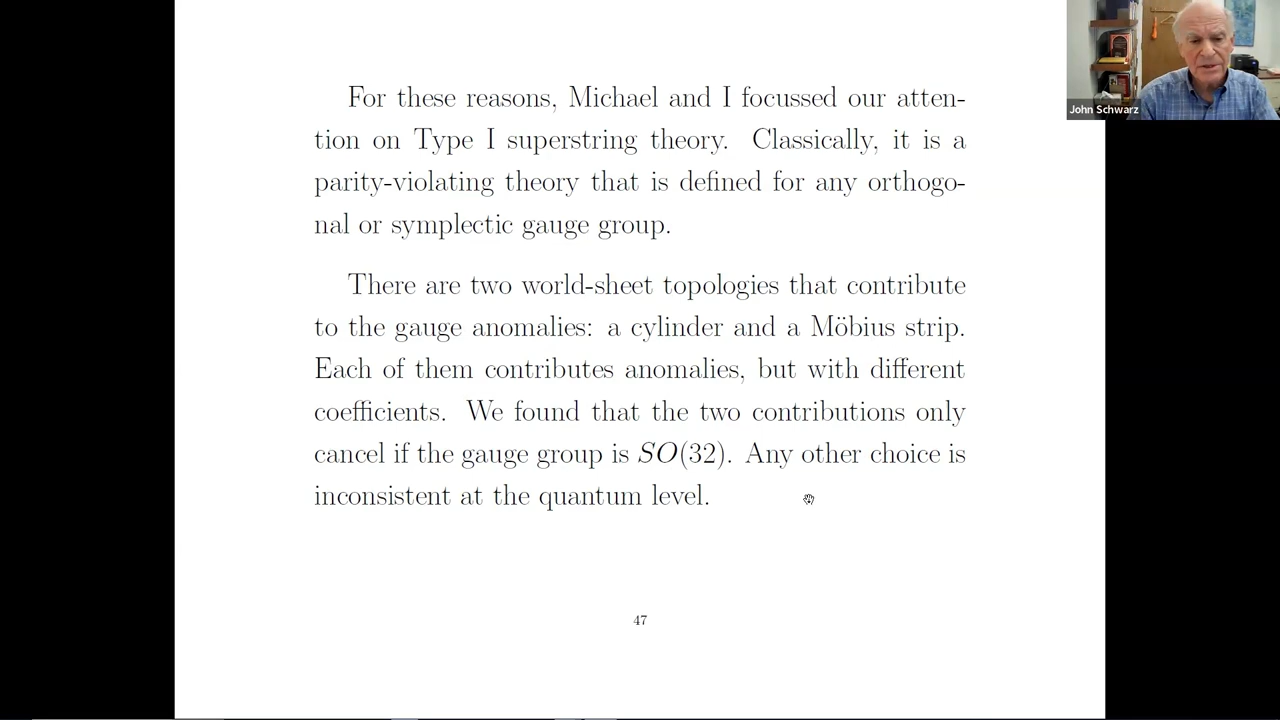 John Schwarz
For these reasons, Michael and I focussed our atten-
tion on Type I superstring theory. Classically, it is a
parity-violating theory that is defined for any orthogo-
nal or symplectic gauge group.
There are two world-sheet topologies that contribute
to the gauge anomalies: a cylinder and a Möbius strip.
Each of them contributes anomalies, but with different
coefficients. We found that the two contributions only
cancel if the gauge group is SO(32). Any other choice is
inconsistent at the quantum level.
47